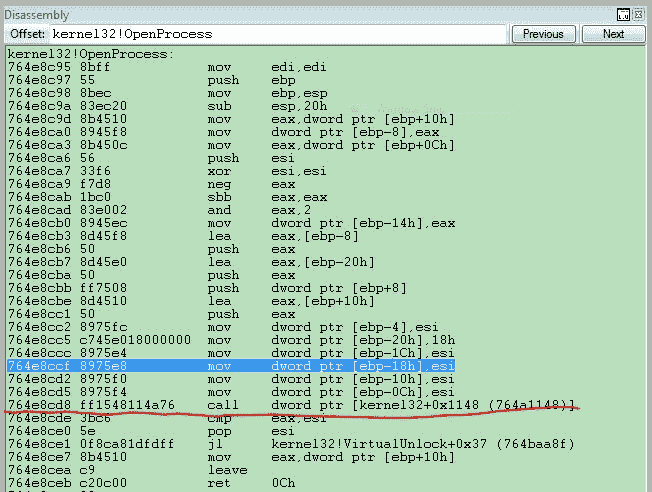 Disassembly
Offset: kernel32!OpenProcess Previous Next
kernel32!OpenProcess:
764e8c95 8bff mov edi,edi
764e8c97 55 push ebp
764e8c98 8bec mov ebp,esp
764e8c9a 83ec20 sub esp,20h
764e8c9d 8b4510 mov eax,dword ptr [ebp+10h]
764e8ca0 8945f8 mov dword ptr [ebp-8],eax
764e8ca3 8b450c mov eax,dword ptr [ebp+0Ch]
764e8ca6 56 push esi
764e8ca7 33f6 xor esi,esi
764e8ca9 f7d8 neg eax
764e8cab 1bc0 sbb eax,eax
764e8cad 83e002 and eax,2
764e8cb0 8945ec mov dword ptr [ebp-14h],eax
764e8cb3 8d45f8 lea eax,[ebp-8]
764e8cb6 50 push eax
764e8cb7 8d45e0 lea eax,[ebp-20h]
764e8cba 50 push eax
764e8cbb ff7508 push dword ptr [ebp+8]
764e8cbe 8d4510 lea eax,[ebp+10h]
764e8cc1 50 push eax
764e8cc2 8975fc mov dword ptr [ebp-4],esi
764e8cc5 c745e018000000 mov dword ptr [ebp-20h],18h
764e8ccc 8975e4 mov dword ptr [ebp-1Ch],esi
764e8ccf 8975e8 mov dword ptr [ebp-18h],esi
764e8cd2 8975f0 mov dword ptr [ebp-10h],esi
764e8cd5 8975f4 mov dword ptr [ebp-0Ch],esi
764e8cd8 ff1548114a76 call dword ptr [kernel32+0x1148 (764a1148)]
764e8cde 3bc6 cmp eax,esi
764e8ce0 5e pop esi
764e8ce1 0f8ca81dfdff jl kernel32!VirtualUnlock+0x37 (764baa8f)
764e8ce7 8b4510 mov eax,dword ptr [ebp+10h]
764e8cea c9 leave
764e8ceb c20c00 ret 0Ch